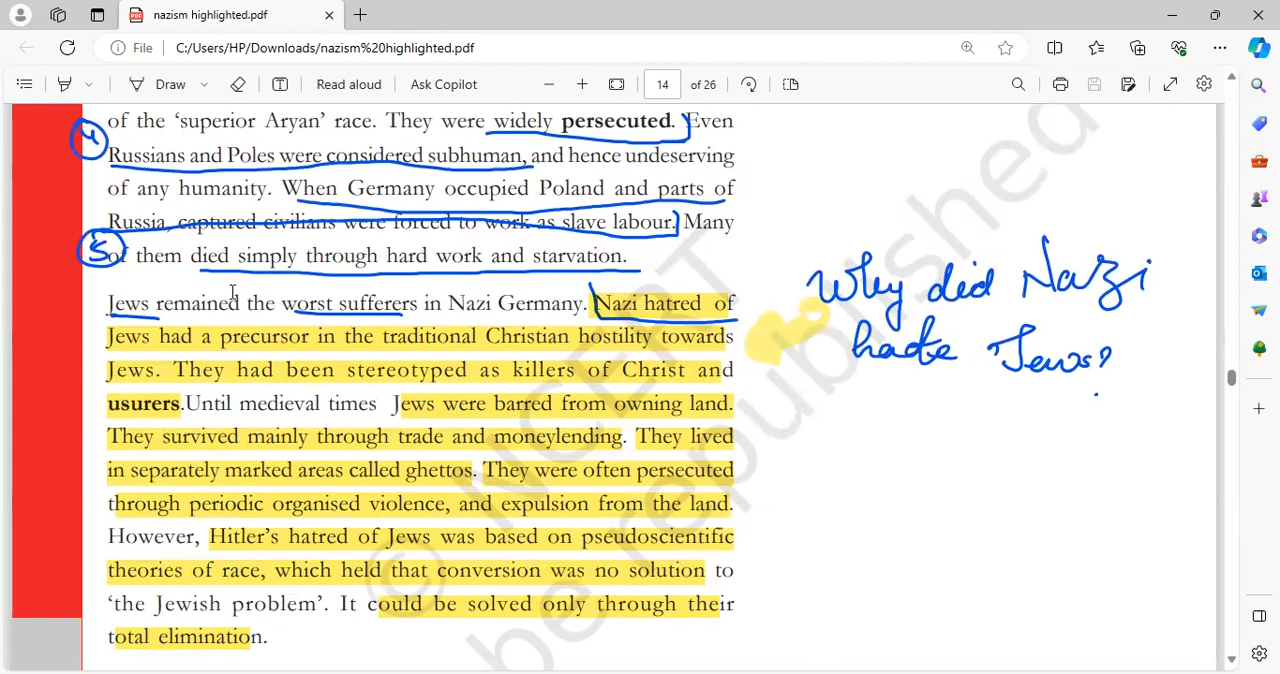 nazism highlighted.pdf
File
C:/Users/HP/Downloads/nazism%20highlighted.pdf
Draw
Read aloud
Ask Copilot
14
of 26
of the ‘superior Aryan’ race. They were widely persecuted. Even
4
Russians and Poles were considered subhuman, and hence undeserving
of any humanity. When Germany occupied Poland and parts of
Russia, captured civilians were forced to work as slave labour. Many
5
of them died simply through hard work and starvation.
Jews remained the worst sufferers in Nazi Germany. Nazi hatred of
Jews had a precursor in the traditional Christian hostility towards
Jews. They had been stereotyped as killers of Christ and
usurers.Until medieval times Jews were barred from owning land.
They survived mainly through trade and moneylending. They lived
in separately marked areas called ghettos. They were often persecuted
through periodic organised violence, and expulsion from the land.
However, Hitler’s hatred of Jews was based on pseudoscientific
theories of race, which held that conversion was no solution to
‘the Jewish problem’. It could be solved only through their
total elimination.
Why did Nazi
hate Jews?
© NCERT
be republished